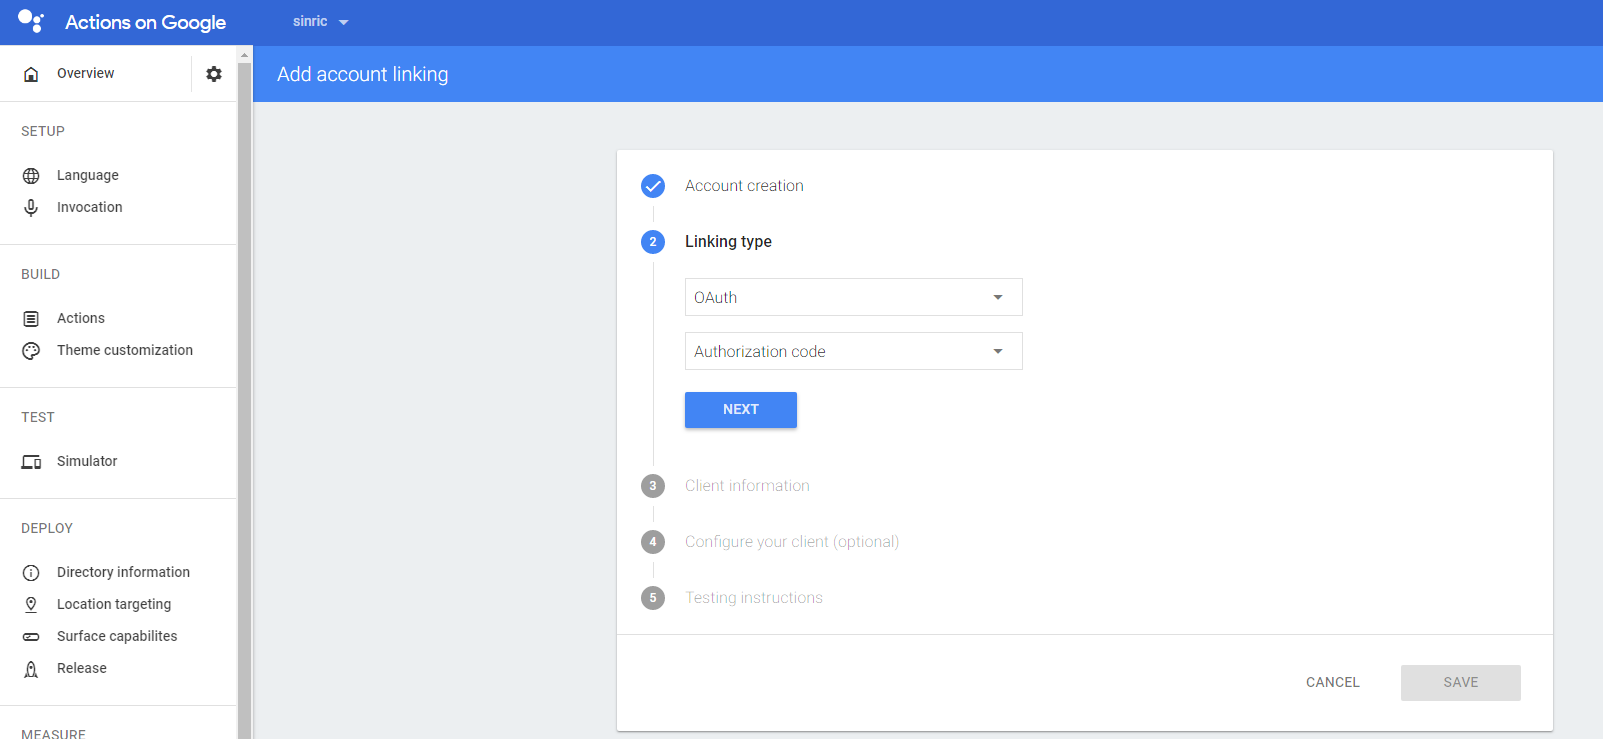 Actions on Google
sinric
Overview
Add account linking
SETUP
Language
Invocation
BUILD
Actions
Theme customization
TEST
Simulator
DEPLOY
Directory information
Location targeting
Surface capabilites
Release
MEASURE
Account creation
2 Linking type
OAuth
Authorization code
NEXT
3 Client information
4 Configure your client (optional)
5 Testing instructions
CANCEL
SAVE